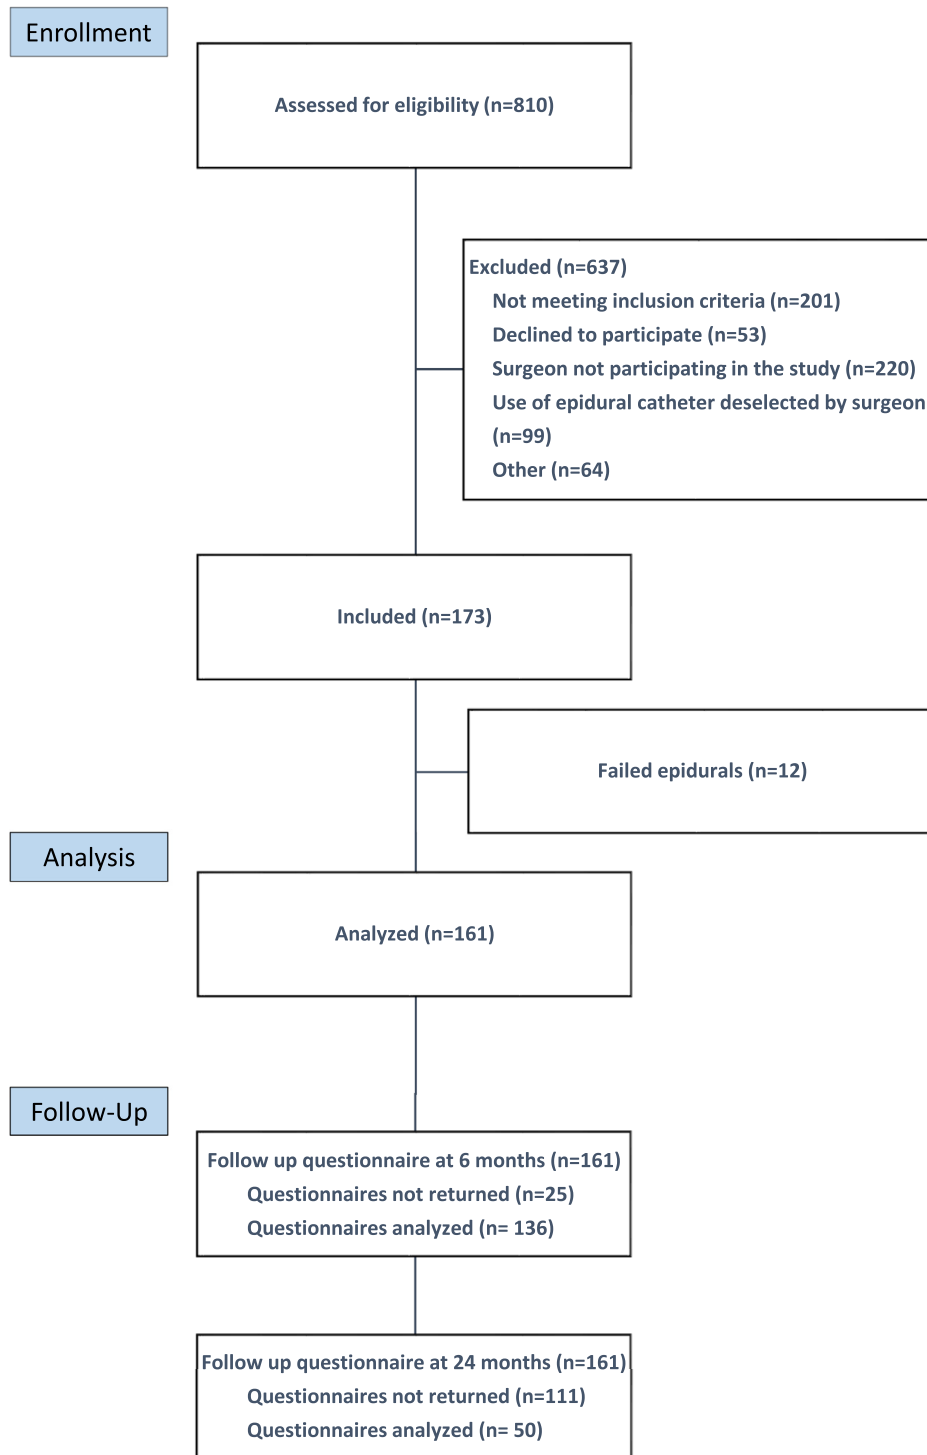 Enrollment
Assessed for eligibility (n=810)
Excluded (n=637)
Not meeting inclusion criteria (n=201)
Declined to participate (n=53)
Surgeon not participating in the study (n=220)
Use of epidural catheter deselected by surgeon
(n=99)
Other (n=64)
Included (n=173)
Failed epidurals (n=12)
Analysis
Analyzed (n=161)
Follow-Up
Follow up questionnaire at 6 months (n=161)
Questionnaires not returned (n=25)
Questionnaires analyzed (n= 136)
Follow up questionnaire at 24 months (n=161)
Questionnaires not returned (n=111)
Questionnaires analyzed (n= 50)